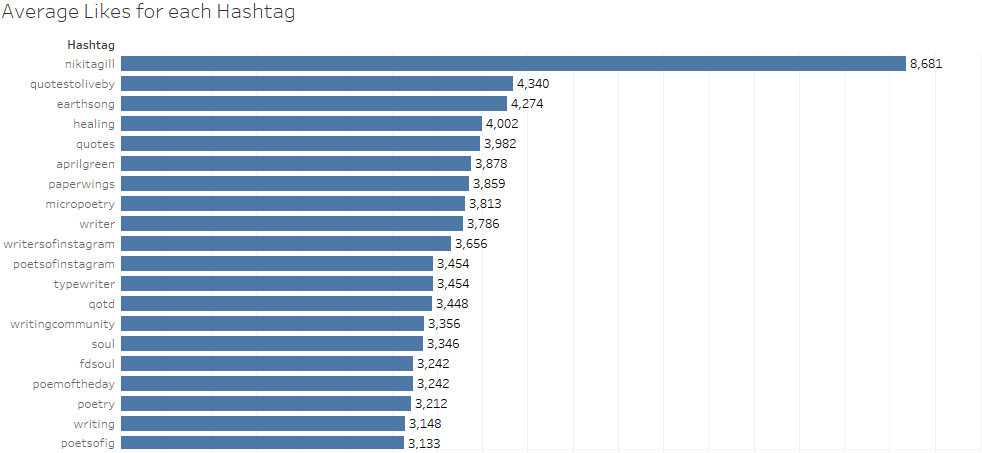 Average Likes for each Hashtag
Hashtag
nikitagill 8,681
quotestoliveby 4,340
earthsong 4,274
healing 4,002
quotes 3,982
aprilgreen 3,878
paperwings 3,859
micropoetry 3,813
writer 3,786
writersofinstagram 3,656
poetsofinstagram 3,454
typewriter 3,454
qotd 3,448
writingcommunity 3,356
soul 3,346
fdsoul 3,242
poemoftheday 3,242
poetry 3,212
writing 3,148
poetsofig 3,133